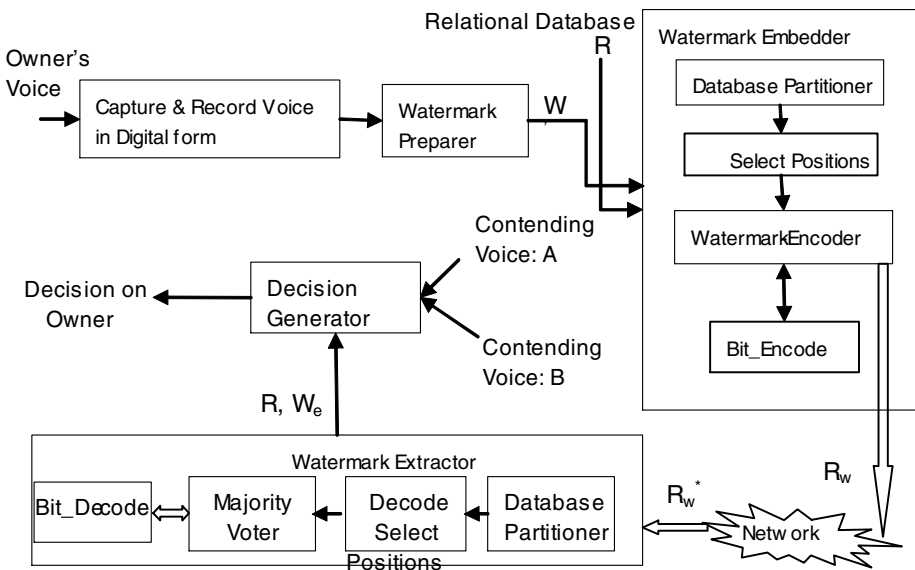 Relational Database
R
Owner's
Voice
Capture & Record Voice
in Digital form
Watermark
Preparer
W
,
Watermark Embedder
Database Partitioner
Select Positions
WatermarkEncoder
Bit_Encode
Contending
Voice: A
Decision on
Owner
Decision
Generator
Contending
Voice: B
R, We
Watermark Extractor
Bit_Decode
Majority
Voter
Decode
Select
Positions
Database
Partitioner
Rw*
Rw
Network